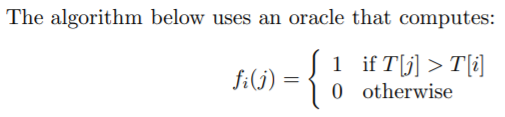 The algorithm below uses an oracle that computes:
f_i(j) = { 1 if T[j] > T[i]
0 otherwise